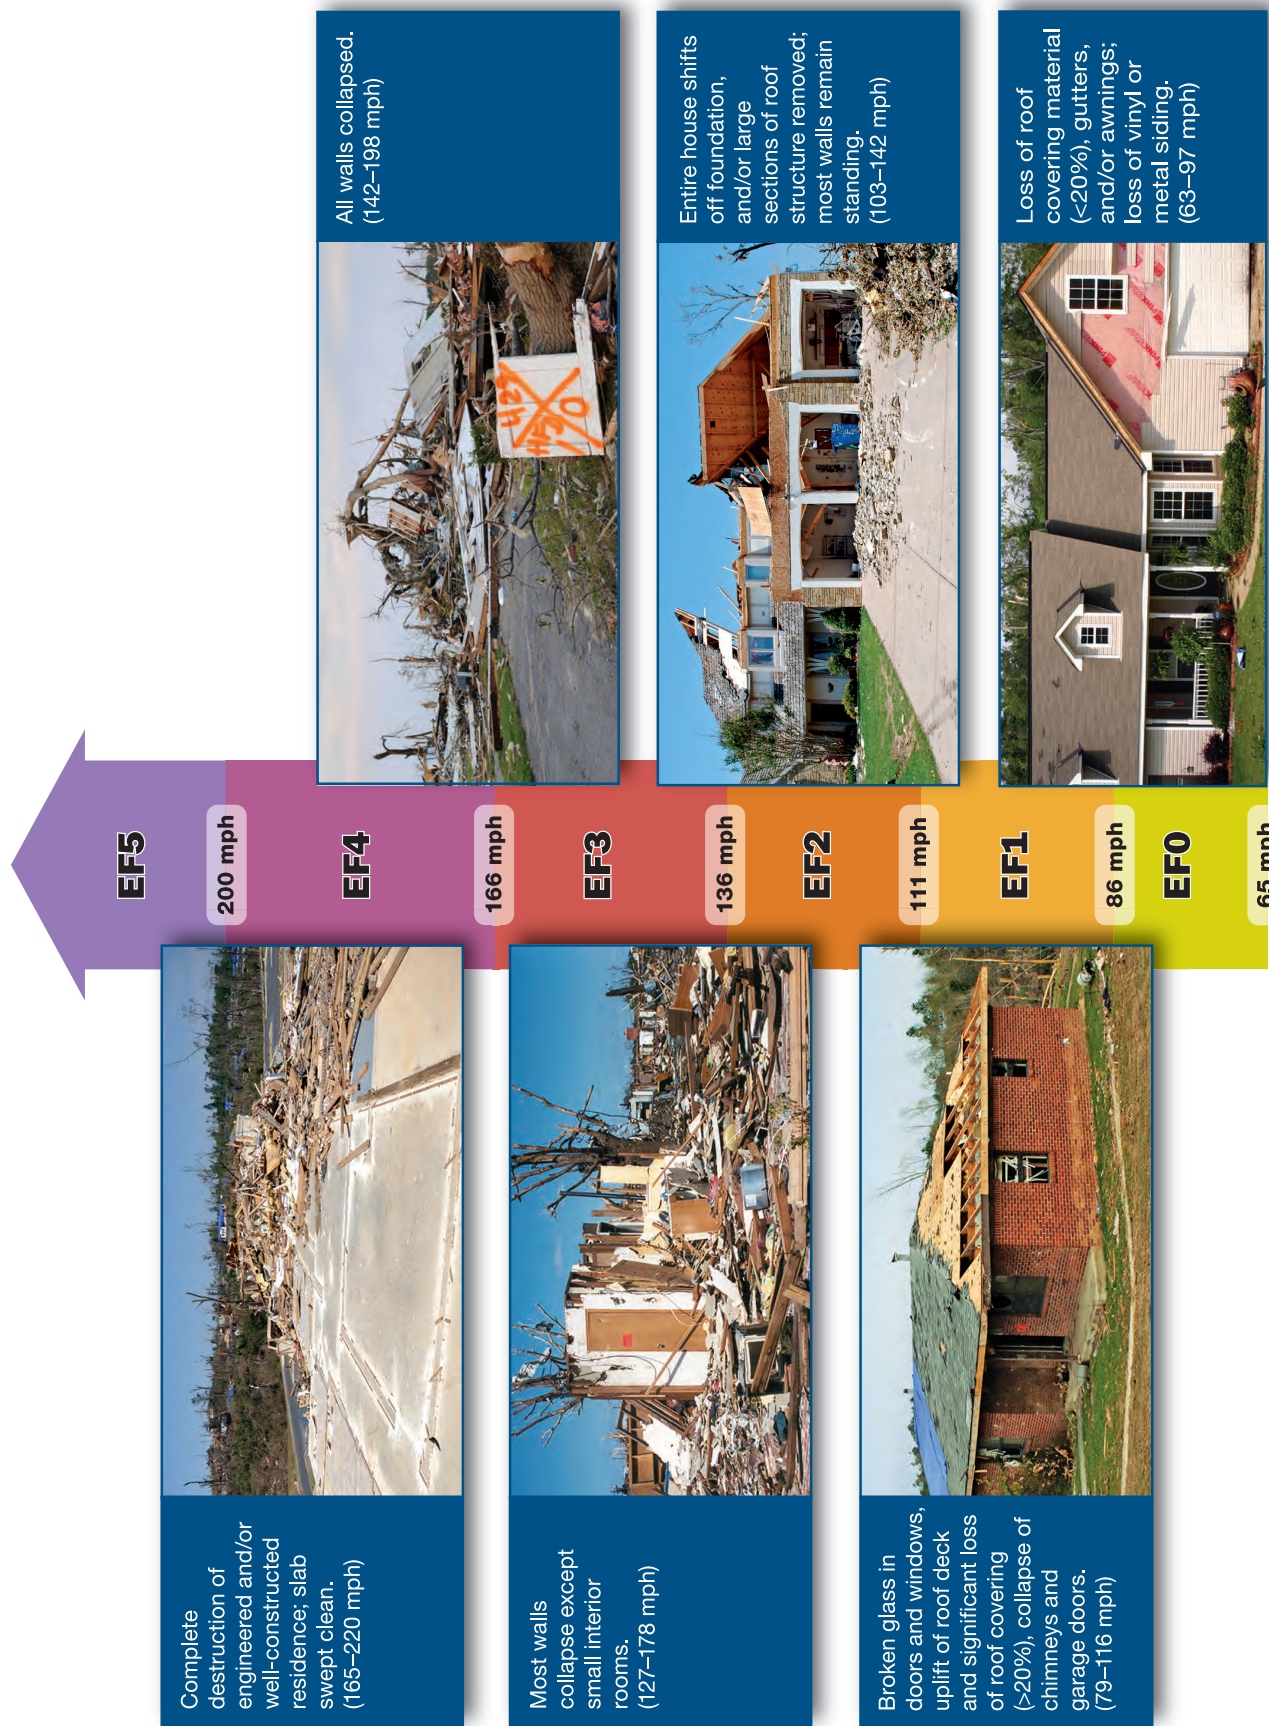 All walls collapsed.
(142–198 mph)
Entire house shifts
off foundation,
and/or large
sections of roof
structure removed;
most walls remain
standing.
(103–142 mph)
Loss of roof
covering material
(<20%), gutters,
and/or awnings;
loss of vinyl or
metal siding.
(63–97 mph)
EF5
200 mph
EF4
166 mph
EF3
136 mph
EF2
111 mph
EF1
86 mph
EF0
65 mph
Complete
destruction of
engineered and/or
well-constructed
residence; slab
swept clean.
(165–220 mph)
Most walls
collapse except
small interior
rooms.
(127–178 mph)
Broken glass in
doors and windows,
uplift of roof deck
and significant loss
of roof covering
(>20%), collapse of
chimneys and
garage doors.
(79–116 mph)